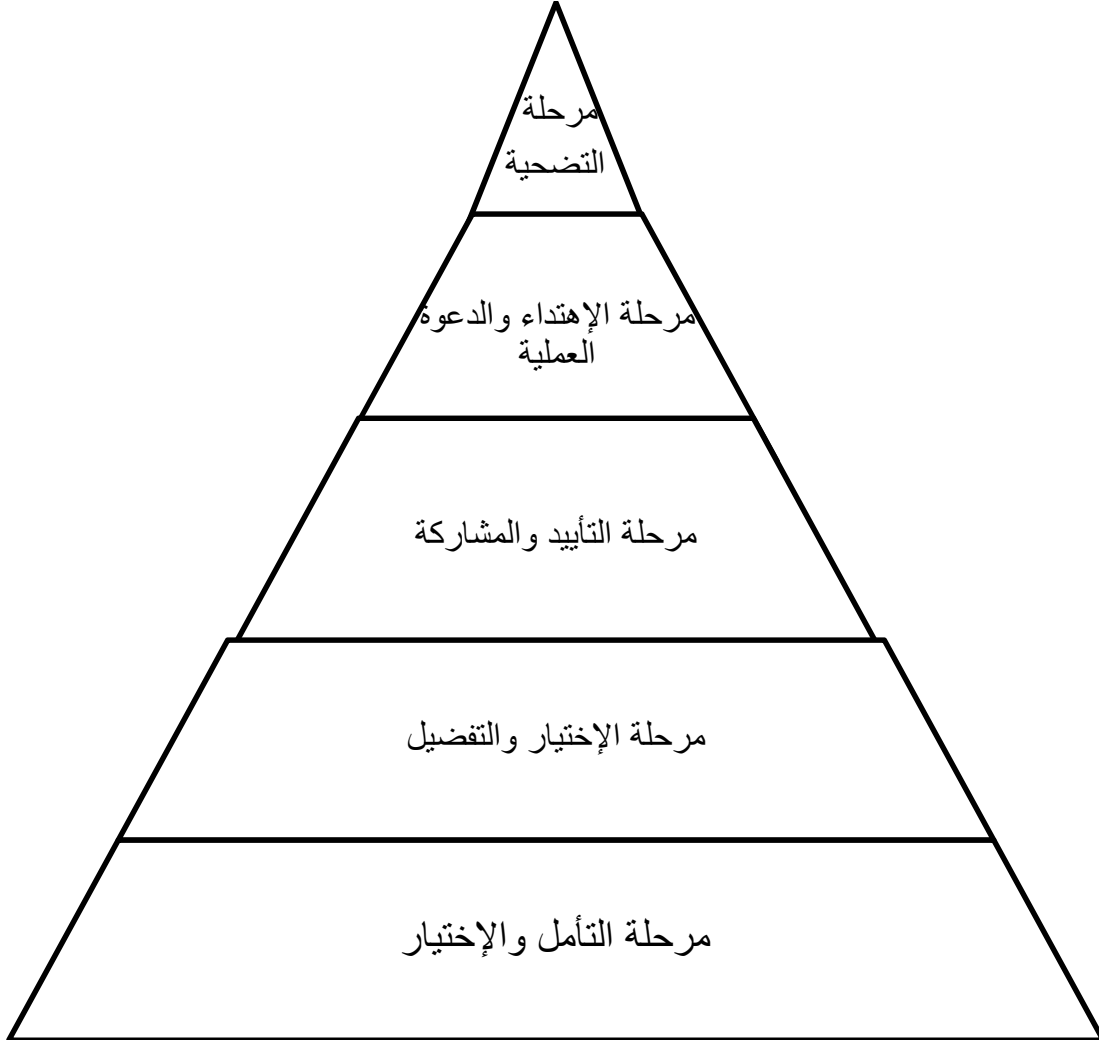 مرحلة
التضحية
مرحلة الإهتداء والدعوة
العملية
مرحلة التأييد والمشاركة
مرحلة الإختيار والتفضيل
مرحلة التأمل والإختيار